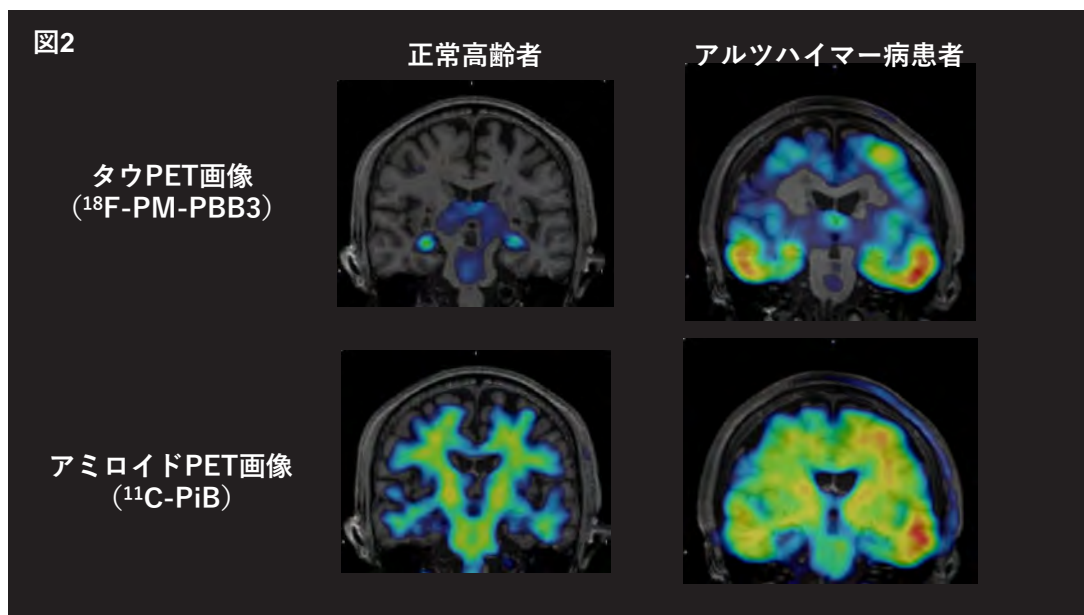 図2
正常高齢者
アルツハイマー病患者
タウPET画像
（¹⁸F-PM-PBB3）
アミロイドPET画像
（¹¹C-PiB）